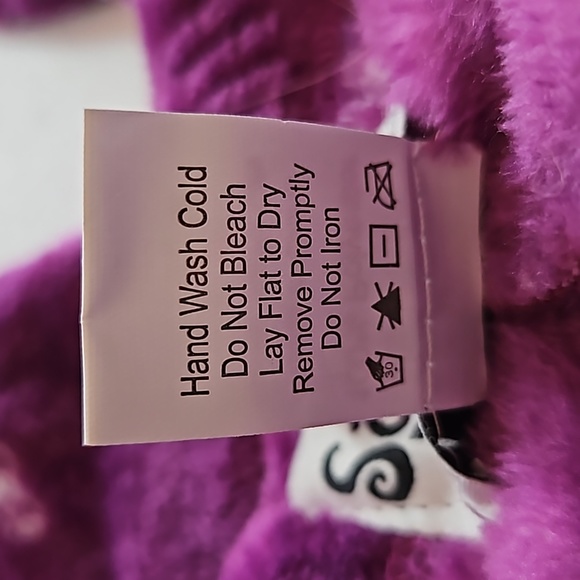 Hand Wash Cold
Do Not Bleach
Lay Flat to Dry
Remove Promptly
Do Not Iron
30